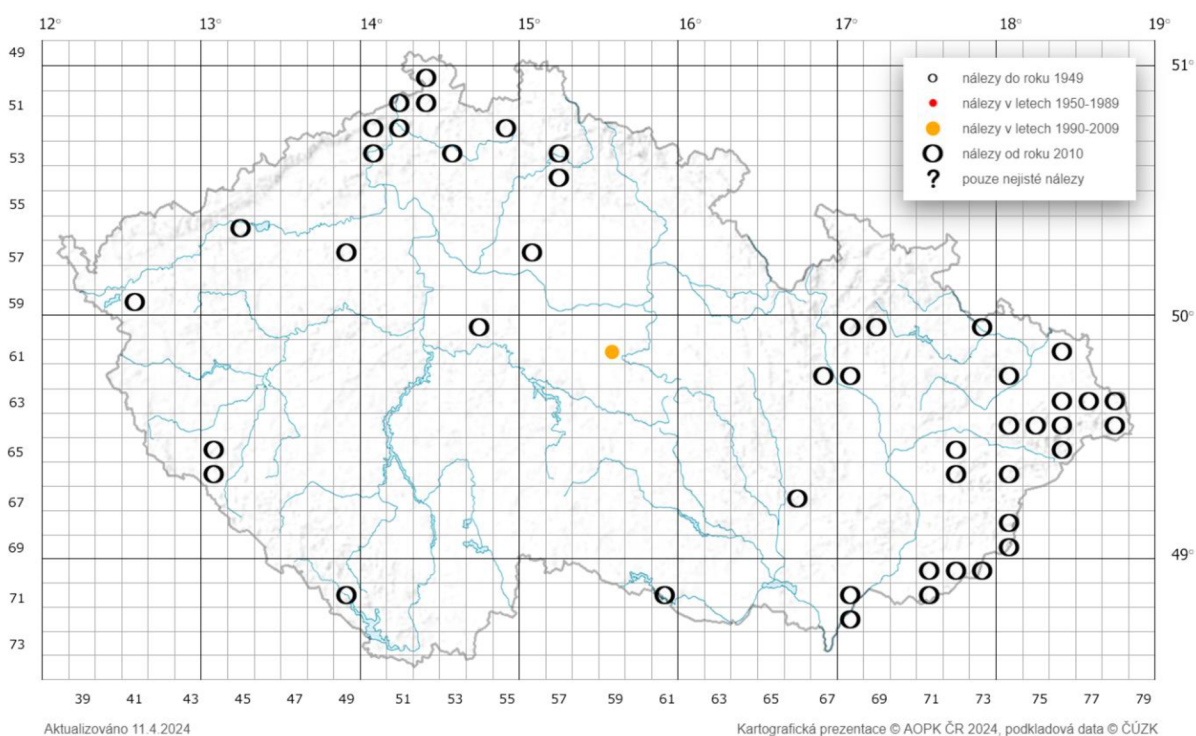 12° 13° 14° 15° 16° 17° 18° 19°
49
51°
nálezy do roku 1949
51
nálezy v letech 1950-1989
nálezy v letech 1990-2009
53
nálezy od roku 2010
? pouze nejisté nálezy
55
57
59
50°
61
63
65
67
69
49°
71
73
39 41 43 45 47 49 51 53 55 57 59 61 63 65 67 69 71 73 75 77 79
Aktualizováno 11.4.2024
Kartografická prezentace © AOPK ČR 2024, podkladová data © ČÚZK